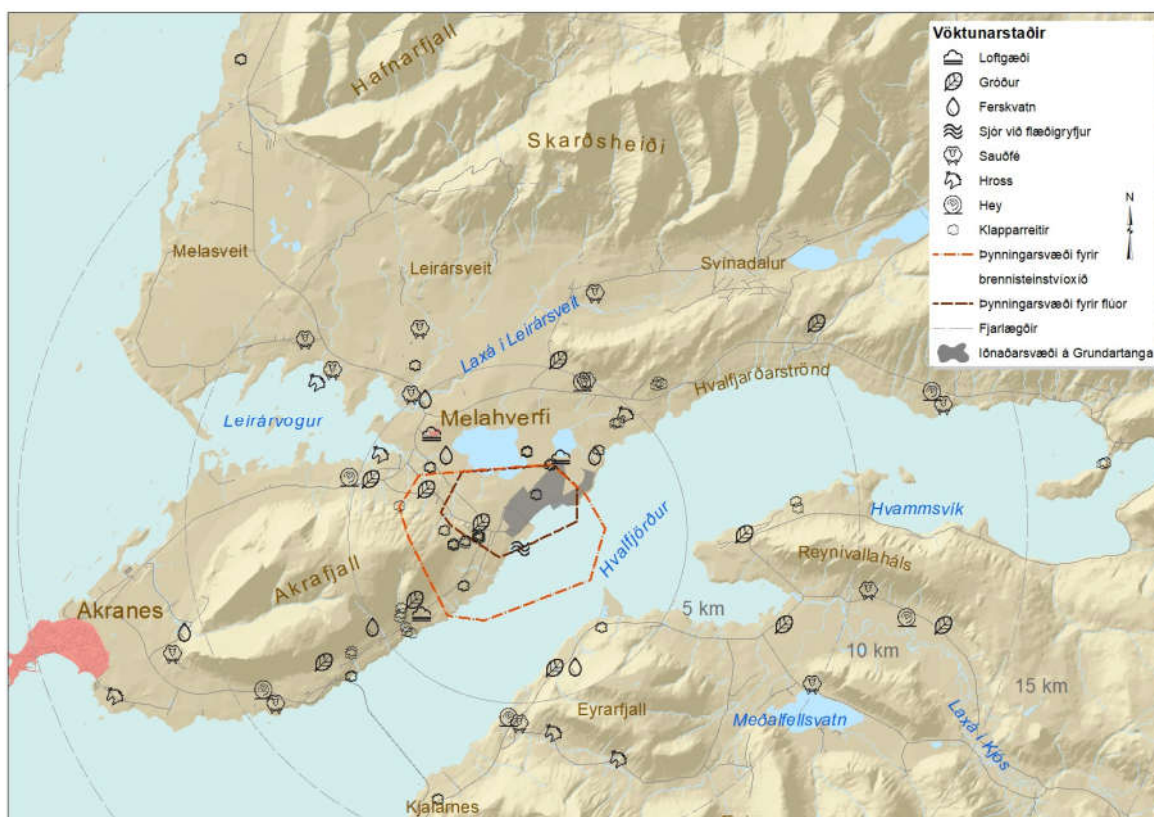 Hafnarfjall
Skarðsheiði
Melasveit
Leirársveit
Svínadalur
Laxá í Leirársveit
Hvalfjarðarströnd
Leirárvogur
Melahverfi
Hvalfjörður
Hvammsvík
Reynivallaháls
Akrafjall
Akranes
5 km
10 km
15 km
Eyrarfjall
Meðalfellsvatn
Laxá í Kjós
Kjalarnes
Vöktunarstaðir
Loftgæði
Gróður
Ferskvatn
Sjór við flæðigryfjur
Sauðfé
Hross
Hey
Klapparreitir
Þynningarsvæði fyrir
brennisteinstvíoxíð
Þynningarsvæði fyrir flúor
Fjarlægðir
Iðnaðarsvæði á Grundartanga
N